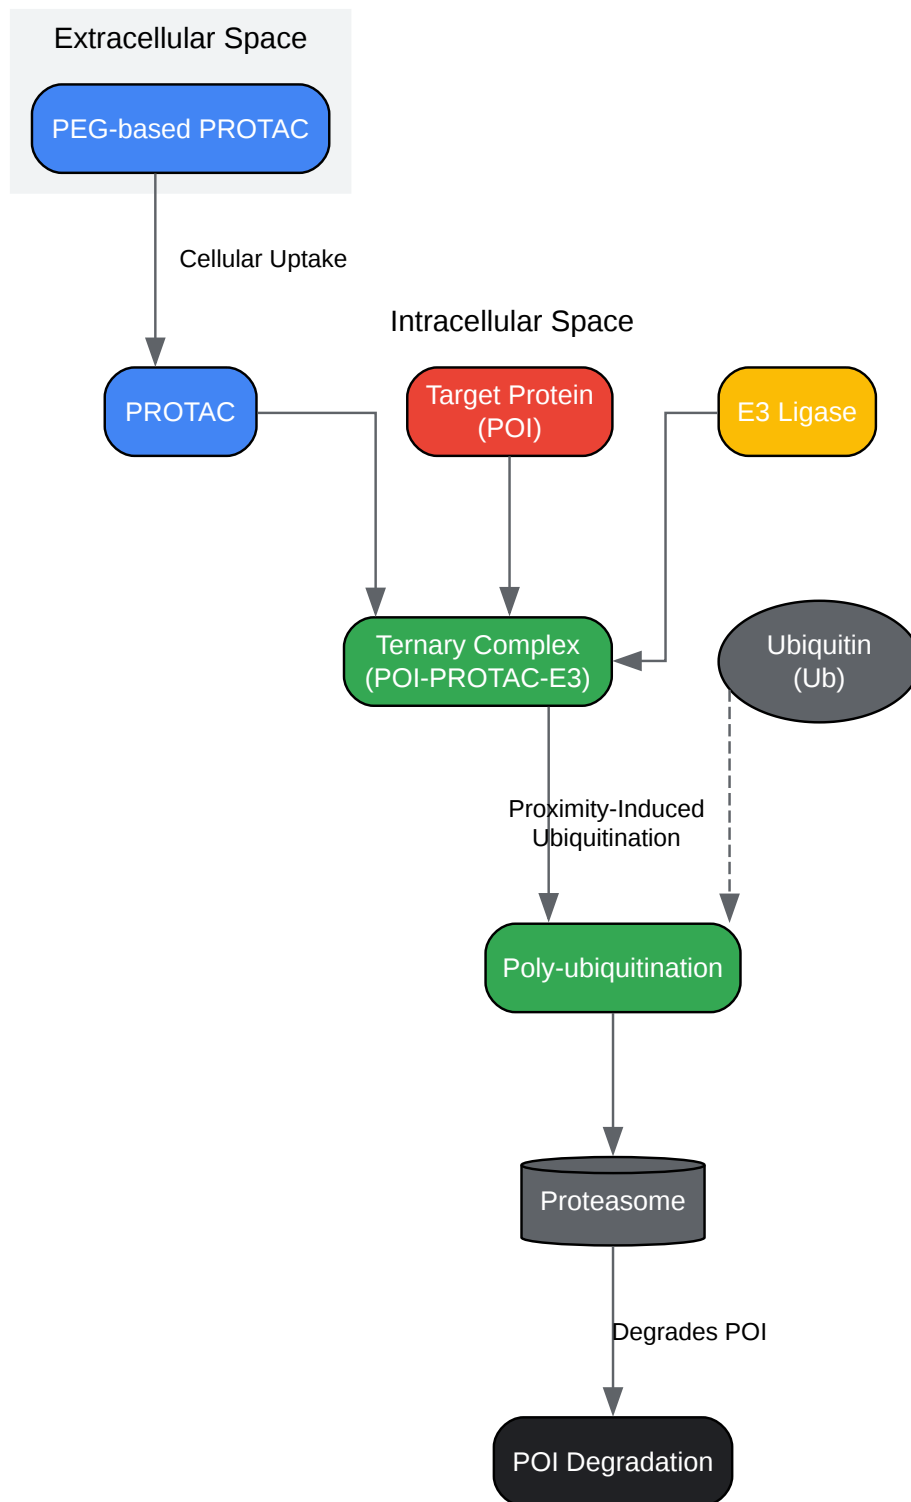 Extracellular Space
PEG-based PROTAC
Cellular Uptake
Intracellular Space
PROTAC
Target Protein
(POI)
E3 Ligase
Ternary Complex
(POI-PROTAC-E3)
Ubiquitin
(Ub)
Proximity-Induced
Ubiquitination
Poly-ubiquitination
Proteasome
Degrades POI
POI Degradation